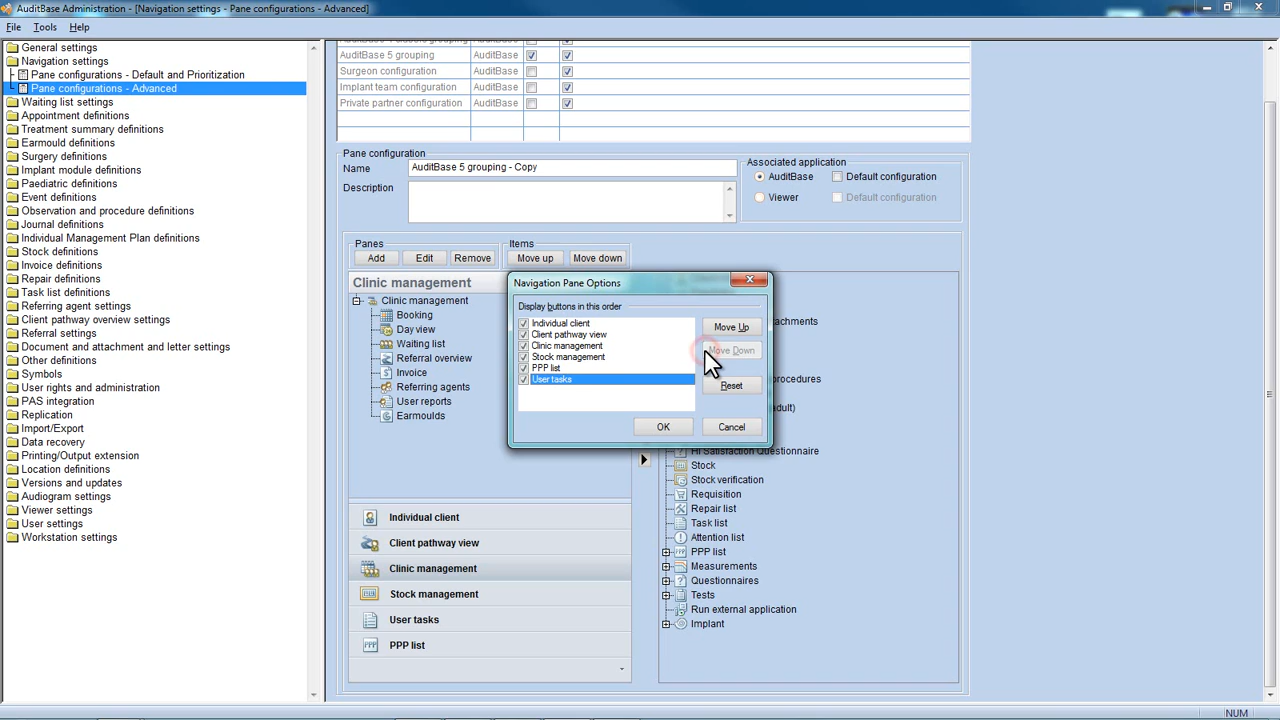 AuditBase Administration - [Navigation settings - Pane configurations - Advanced]
File Tools Help
General settings
Navigation settings
Pane configurations - Default and Prioritization
Pane configurations - Advanced
Waiting list settings
Appointment definitions
Treatment summary definitions
Earmould definitions
Surgery definitions
Implant module definitions
Paediatric definitions
Event definitions
Observation and procedure definitions
Journal definitions
Individual Management Plan definitions
Stock definitions
Invoice definitions
Repair definitions
Task list definitions
Referring agent settings
Client pathway overview settings
Referral settings
Document and attachment and letter settings
Other definitions
Symbols
User rights and administration
PAS integration
Replication
Import/Export
Data recovery
Printing/Output extension
Location definitions
Versions and updates
Audiogram settings
Viewer settings
User settings
Workstation settings
AuditBase 5 grouping AuditBase
Surgeon configuration AuditBase
Implant team configuration AuditBase
Private partner configuration AuditBase
Pane configuration
Name AuditBase 5 grouping - Copy
Description
Associated application
AuditBase Default configuration
Viewer Default configuration
Panes
Add Edit Remove
Items
Move up Move down
Clinic management
Clinic management
Booking
Day view
Waiting list
Referral overview
Invoice
Referring agents
User reports
Earmoulds
Individual client
Client pathway view
Clinic management
Stock management
User tasks
PPP list
Navigation Pane Options
Display buttons in this order
Individual client
Client pathway view
Clinic management
Stock management
PPP list
User tasks
Move Up
Move Down
Reset
OK Cancel
HI Satisfaction Questionnaire
Stock
Stock verification
Requisition
Repair list
Task list
Attention list
PPP list
Measurements
Questionnaires
Tests
Run external application
Implant
NUM